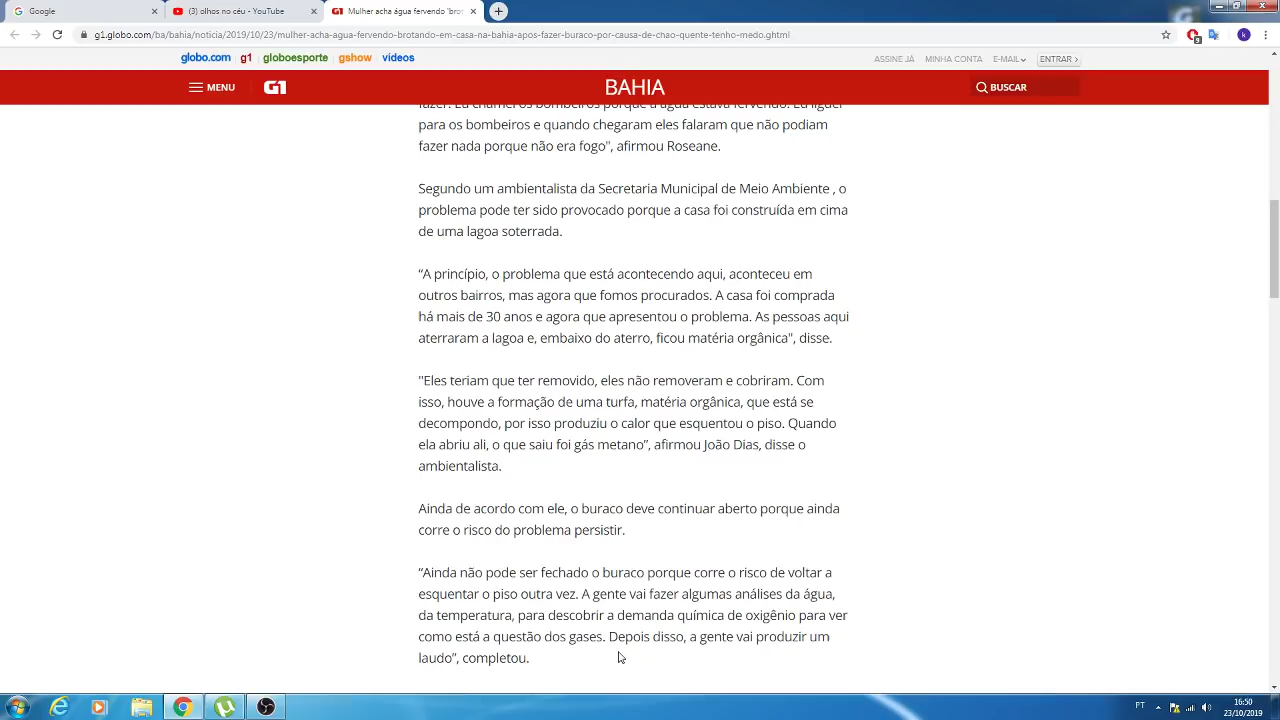 Google
(3) olhos no céu - YouTube
Mulher acha água fervendo 'brot
g1.globo.com/ba/bahia/noticia/2019/10/23/mulher-acha-agua-fervendo-brotando-em-casa-na-bahia-apos-fazer-buraco-por-causa-de-chao-quente-tenho-medo.ghtml
globo.com g1 globoesporte gshow videos
ASSINE JÁ MINHA CONTA E-MAIL ENTRAR ›
MENU G1 BAHIA BUSCAR
fazer. Eu chamei os bombeiros porque a água estava fervendo. Eu liguei
para os bombeiros e quando chegaram eles falaram que não podiam
fazer nada porque não era fogo", afirmou Roseane.
Segundo um ambientalista da Secretaria Municipal de Meio Ambiente , o
problema pode ter sido provocado porque a casa foi construída em cima
de uma lagoa soterrada.
“A princípio, o problema que está acontecendo aqui, aconteceu em
outros bairros, mas agora que fomos procurados. A casa foi comprada
há mais de 30 anos e agora que apresentou o problema. As pessoas aqui
aterraram a lagoa e, embaixo do aterro, ficou matéria orgânica", disse.
"Eles teriam que ter removido, eles não removeram e cobriram. Com
isso, houve a formação de uma turfa, matéria orgânica, que está se
decompondo, por isso produziu o calor que esquentou o piso. Quando
ela abriu ali, o que saiu foi gás metano”, afirmou João Dias, disse o
ambientalista.
Ainda de acordo com ele, o buraco deve continuar aberto porque ainda
corre o risco do problema persistir.
“Ainda não pode ser fechado o buraco porque corre o risco de voltar a
esquentar o piso outra vez. A gente vai fazer algumas análises da água,
da temperatura, para descobrir a demanda química de oxigênio para ver
como está a questão dos gases. Depois disso, a gente vai produzir um
laudo”, completou.
PT
16:50
23/10/2019